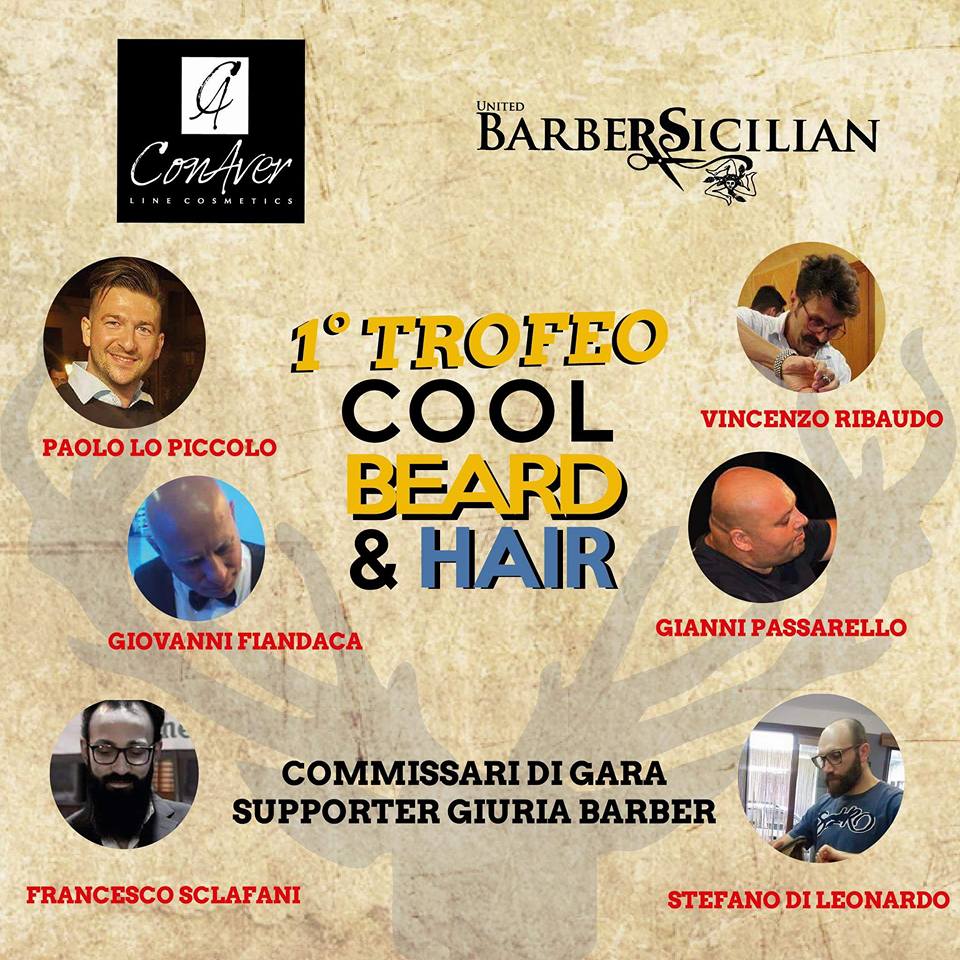 CA
ConAver
LINE COSMETICS
UNITED
BARBERSICILIAN
1° TROFEO
COOL
BEARD
& HAIR
PAOLO LO PICCOLO
VINCENZO RIBAUDO
GIOVANNI FIANDACA
GIANNI PASSARELLO
COMMISSARI DI GARA
SUPPORTER GIURIA BARBER
FRANCESCO SCLAFANI
STEFANO DI LEONARDO